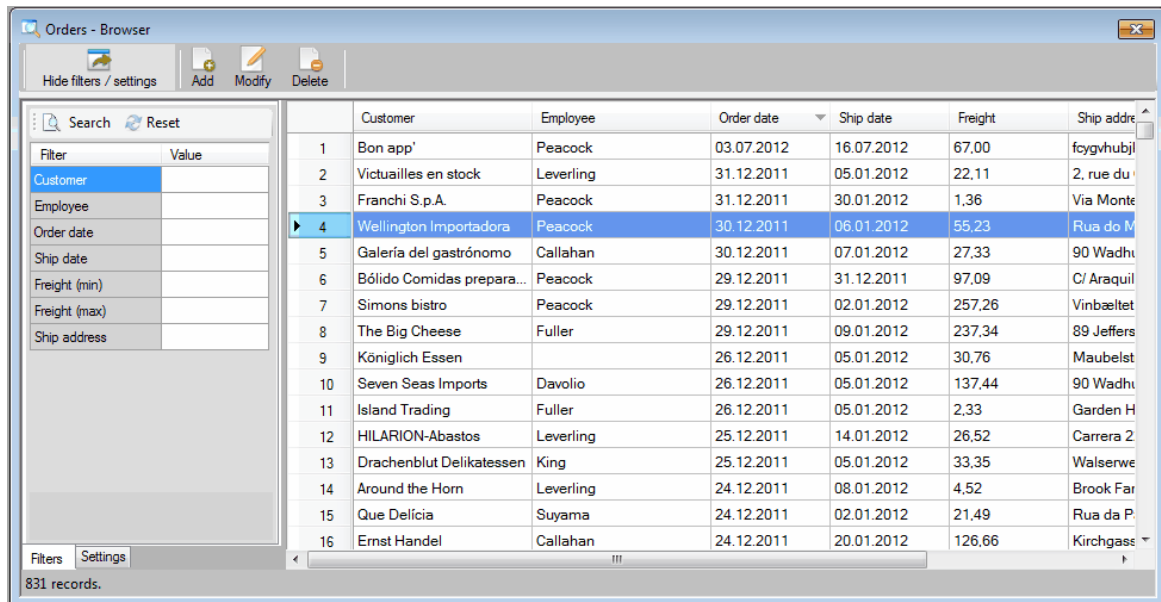 Orders - Browser
Hide filters / settings Add Modify Delete
Search Reset
Filter Value
Customer
Employee
Order date
Ship date
Freight (min)
Freight (max)
Ship address
Customer Employee Order date Ship date Freight Ship addre
1 Bon app' Peacock 03.07.2012 16.07.2012 67,00 fcygvhubjl
2 Victuailles en stock Leverling 31.12.2011 05.01.2012 22,11 2, rue du
3 Franchi S.p.A. Peacock 31.12.2011 30.01.2012 1,36 Via Monte
4 Wellington Importadora Peacock 30.12.2011 06.01.2012 55,23 Rua do M
5 Galería del gastrónomo Callahan 30.12.2011 07.01.2012 27,33 90 Wadhu
6 Bólido Comidas prepara... Peacock 29.12.2011 31.12.2011 97,09 C/ Araquil
7 Simons bistro Peacock 29.12.2011 02.01.2012 257,26 Vinbæltet
8 The Big Cheese Fuller 29.12.2011 09.01.2012 237,34 89 Jeffers
9 Königlich Essen 26.12.2011 05.01.2012 30,76 Maubelst
10 Seven Seas Imports Davolio 26.12.2011 05.01.2012 137,44 90 Wadhu
11 Island Trading Fuller 26.12.2011 05.01.2012 2,33 Garden H
12 HILARION-Abastos Leverling 25.12.2011 14.01.2012 26,52 Carrera 2
13 Drachenblut Delikatessen King 25.12.2011 05.01.2012 33,35 Walserwe
14 Around the Horn Leverling 24.12.2011 08.01.2012 4,52 Brook Far
15 Que Delícia Suyama 24.12.2011 02.01.2012 21,49 Rua da P
16 Ernst Handel Callahan 24.12.2011 20.01.2012 126,66 Kirchgass
Filters Settings
831 records.